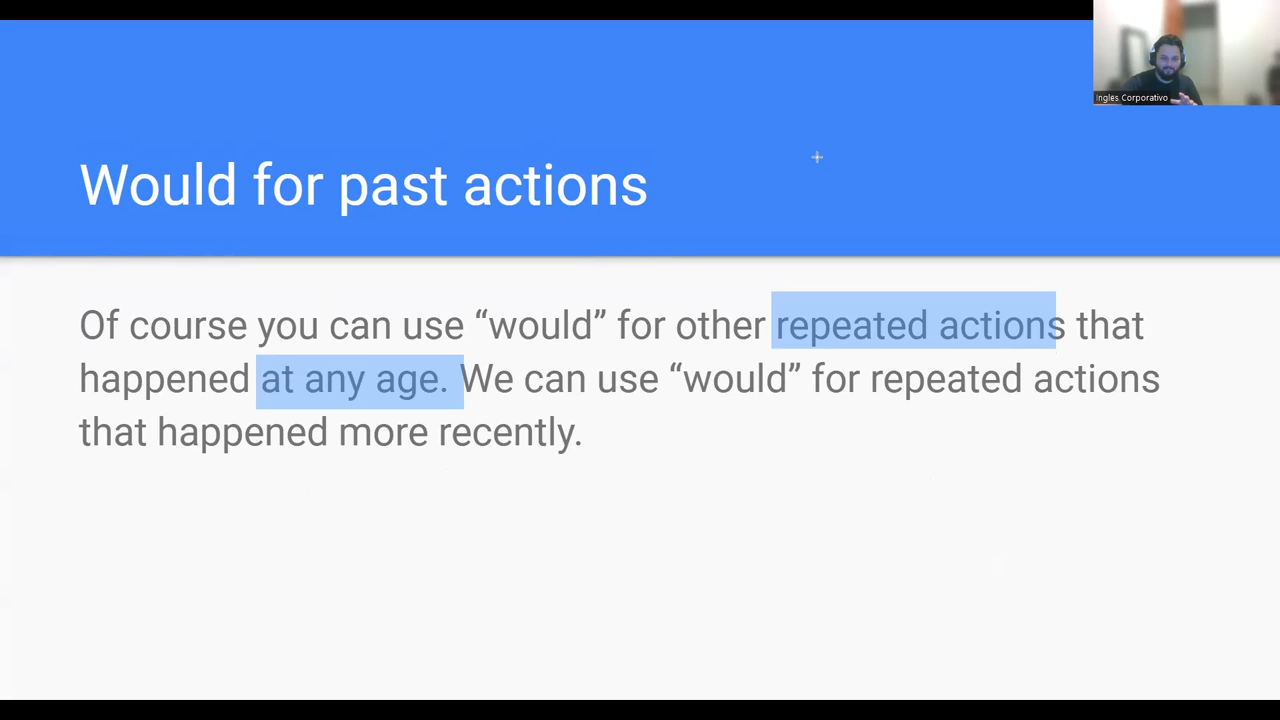 Ingles Corporativo
Would for past actions
Of course you can use “would” for other repeated actions that
happened at any age. We can use “would” for repeated actions
that happened more recently.